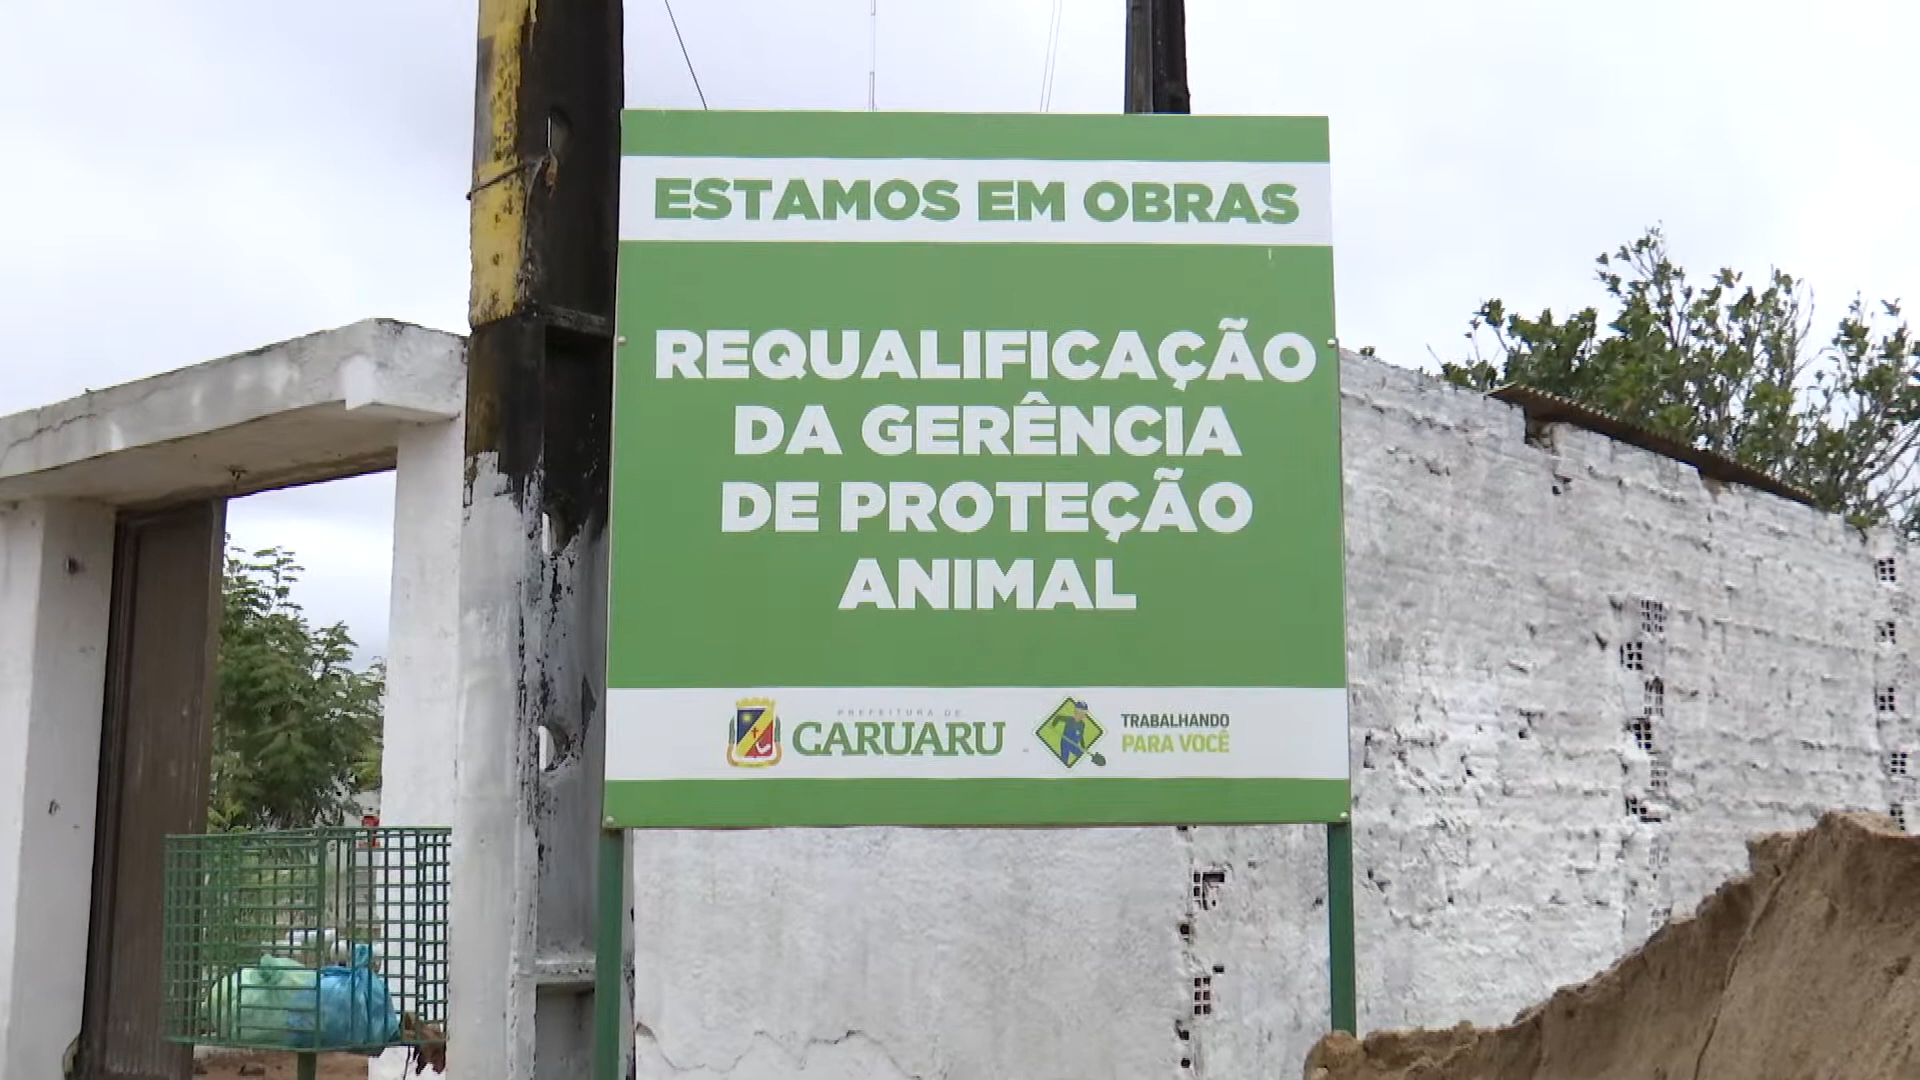 ESTAMOS EM OBRAS
REQUALIFICAÇÃO
DA GERÊNCIA
DE PROTEÇÃO
ANIMAL
PREFEITURA DE
CARUARU
TRABALHANDO
PARA VOCÊ